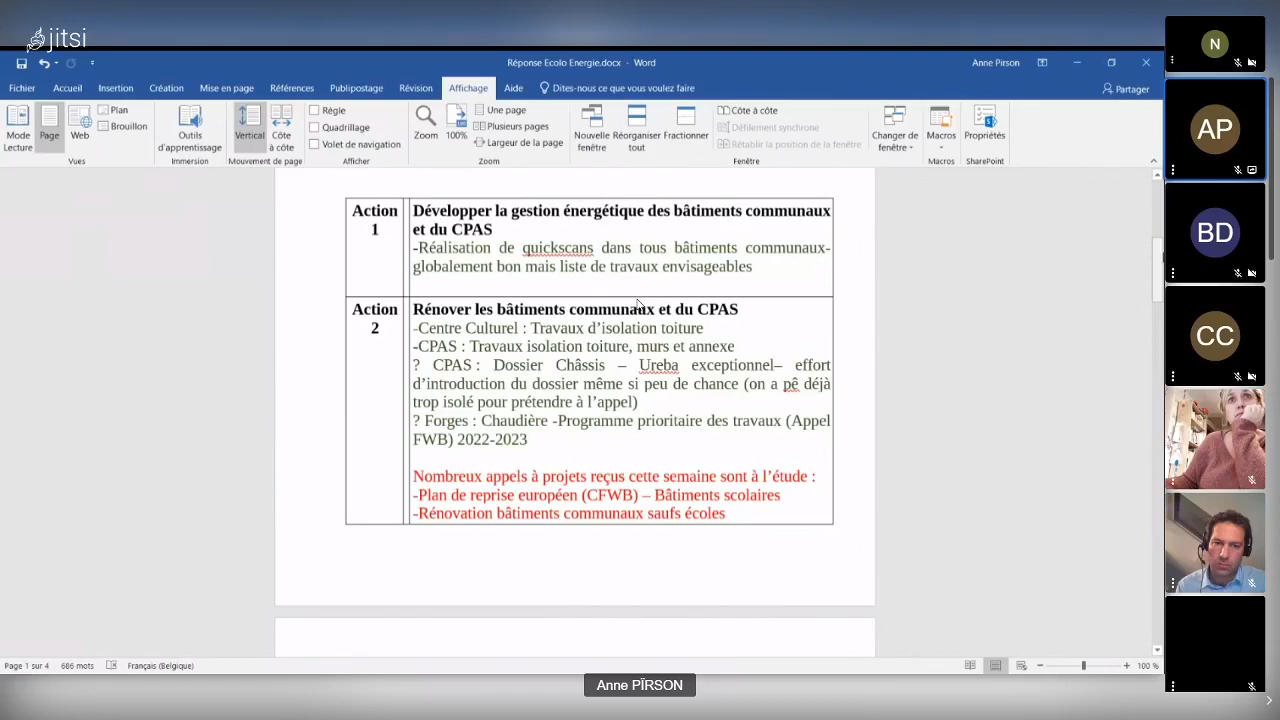 jitsi
Réponse Ecolo Energie.docx - Word
Anne Pirson
Fichier Accueil Insertion Création Mise en page Références Publipostage Révision Affichage Aide Dites-nous ce que vous voulez faire
Partager
Mode Lecture
Page
Web
Plan
Brouillon
Vues
Outils d'apprentissage
Immersion
Vertical
Côte à côte
Mouvement de page
Règle
Quadrillage
Volet de navigation
Afficher
Zoom
100%
Une page
Plusieurs pages
Largeur de la page
Zoom
Nouvelle fenêtre
Réorganiser tout
Fractionner
Côte à côte
Défilement synchrone
Rétablir la position de la fenêtre
Fenêtre
Changer de fenêtre
Macros
Macros
Propriétés
SharePoint
Action 1
Développer la gestion énergétique des bâtiments communaux
et du CPAS
-Réalisation de quickscans dans tous bâtiments communaux-
globalement bon mais liste de travaux envisageables
Action 2
Rénover les bâtiments communaux et du CPAS
-Centre Culturel : Travaux d'isolation toiture
-CPAS : Travaux isolation toiture, murs et annexe
? CPAS : Dossier Châssis – Ureba exceptionnel– effort
d'introduction du dossier même si peu de chance (on a pê déjà
trop isolé pour prétendre à l'appel)
? Forges : Chaudière -Programme prioritaire des travaux (Appel
FWB) 2022-2023
Nombreux appels à projets reçus cette semaine sont à l'étude :
-Plan de reprise européen (CFWB) – Bâtiments scolaires
-Rénovation bâtiments communaux saufs écoles
Page 1 sur 4 686 mots Français (Belgique)
100 %
Anne PÏRSON
N
AP
BD
CC